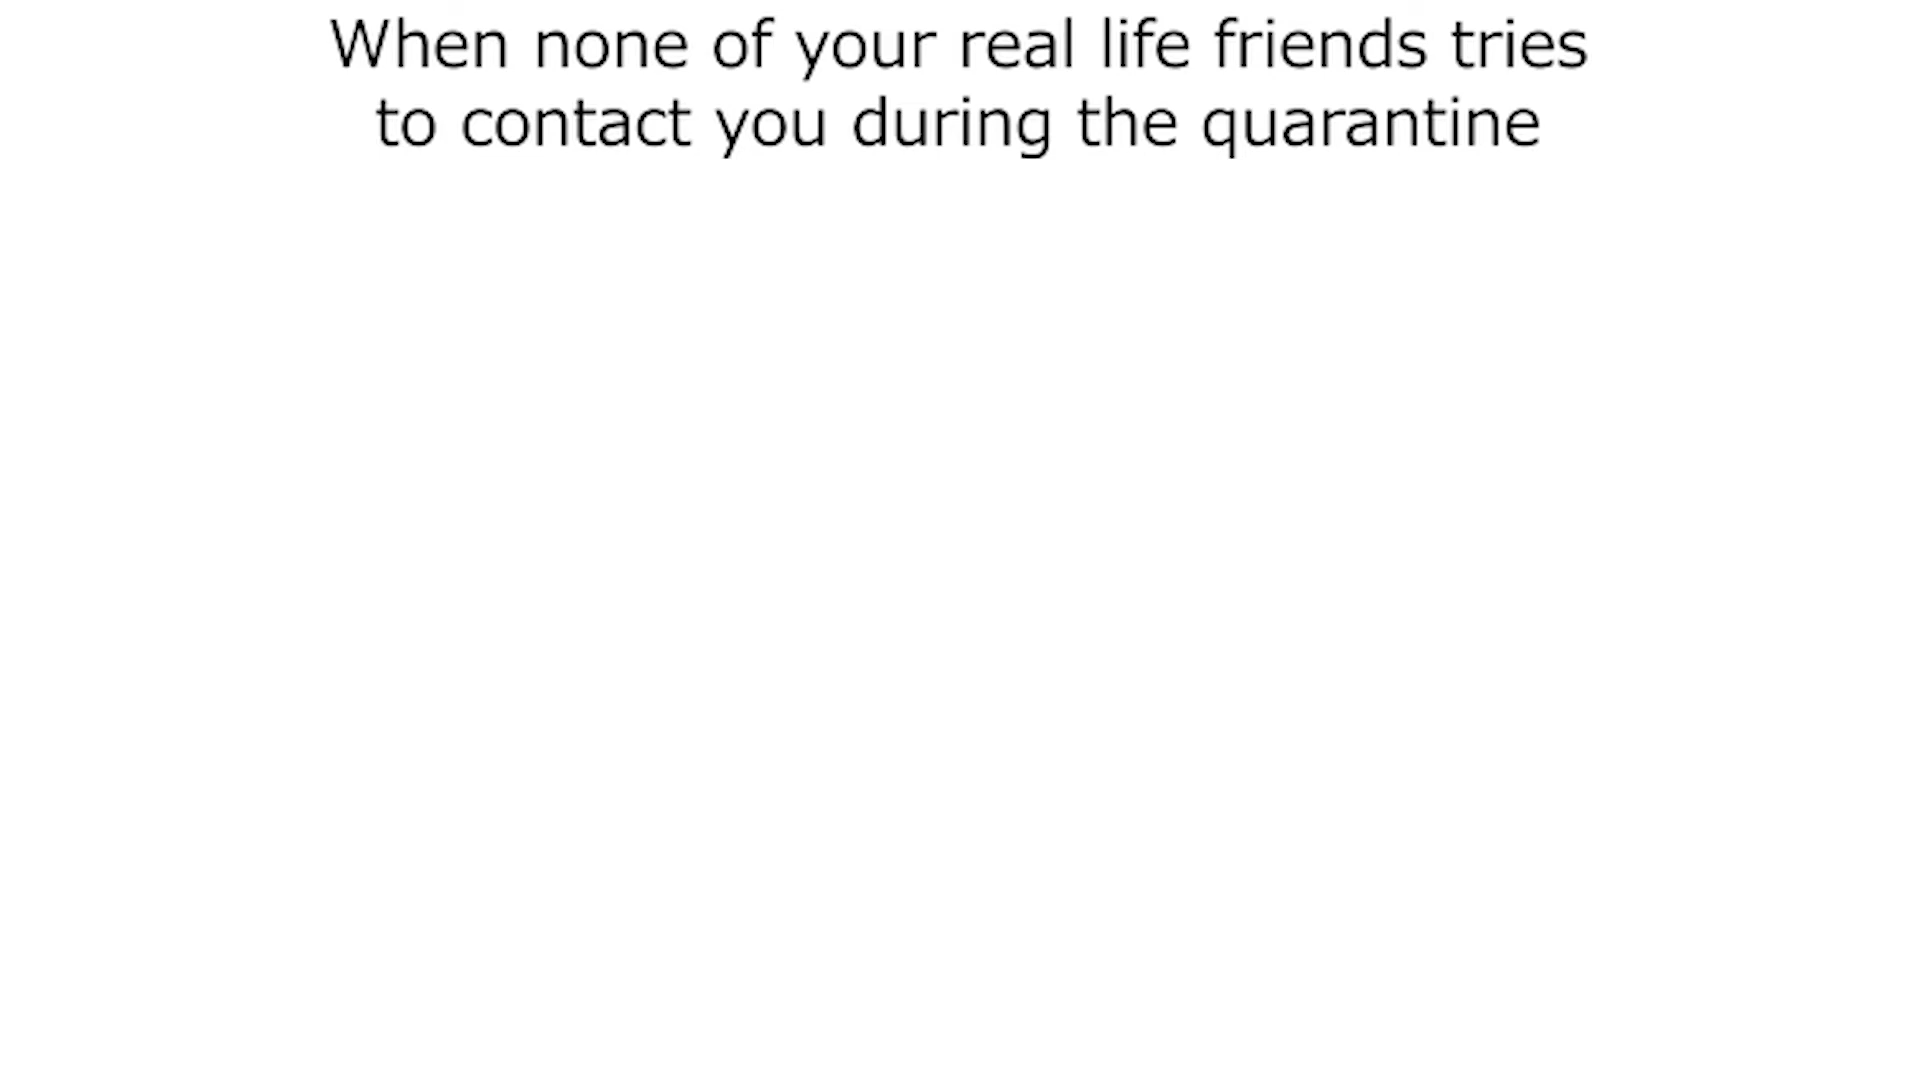 When none of your real life friends tries
to contact you during the quarantine